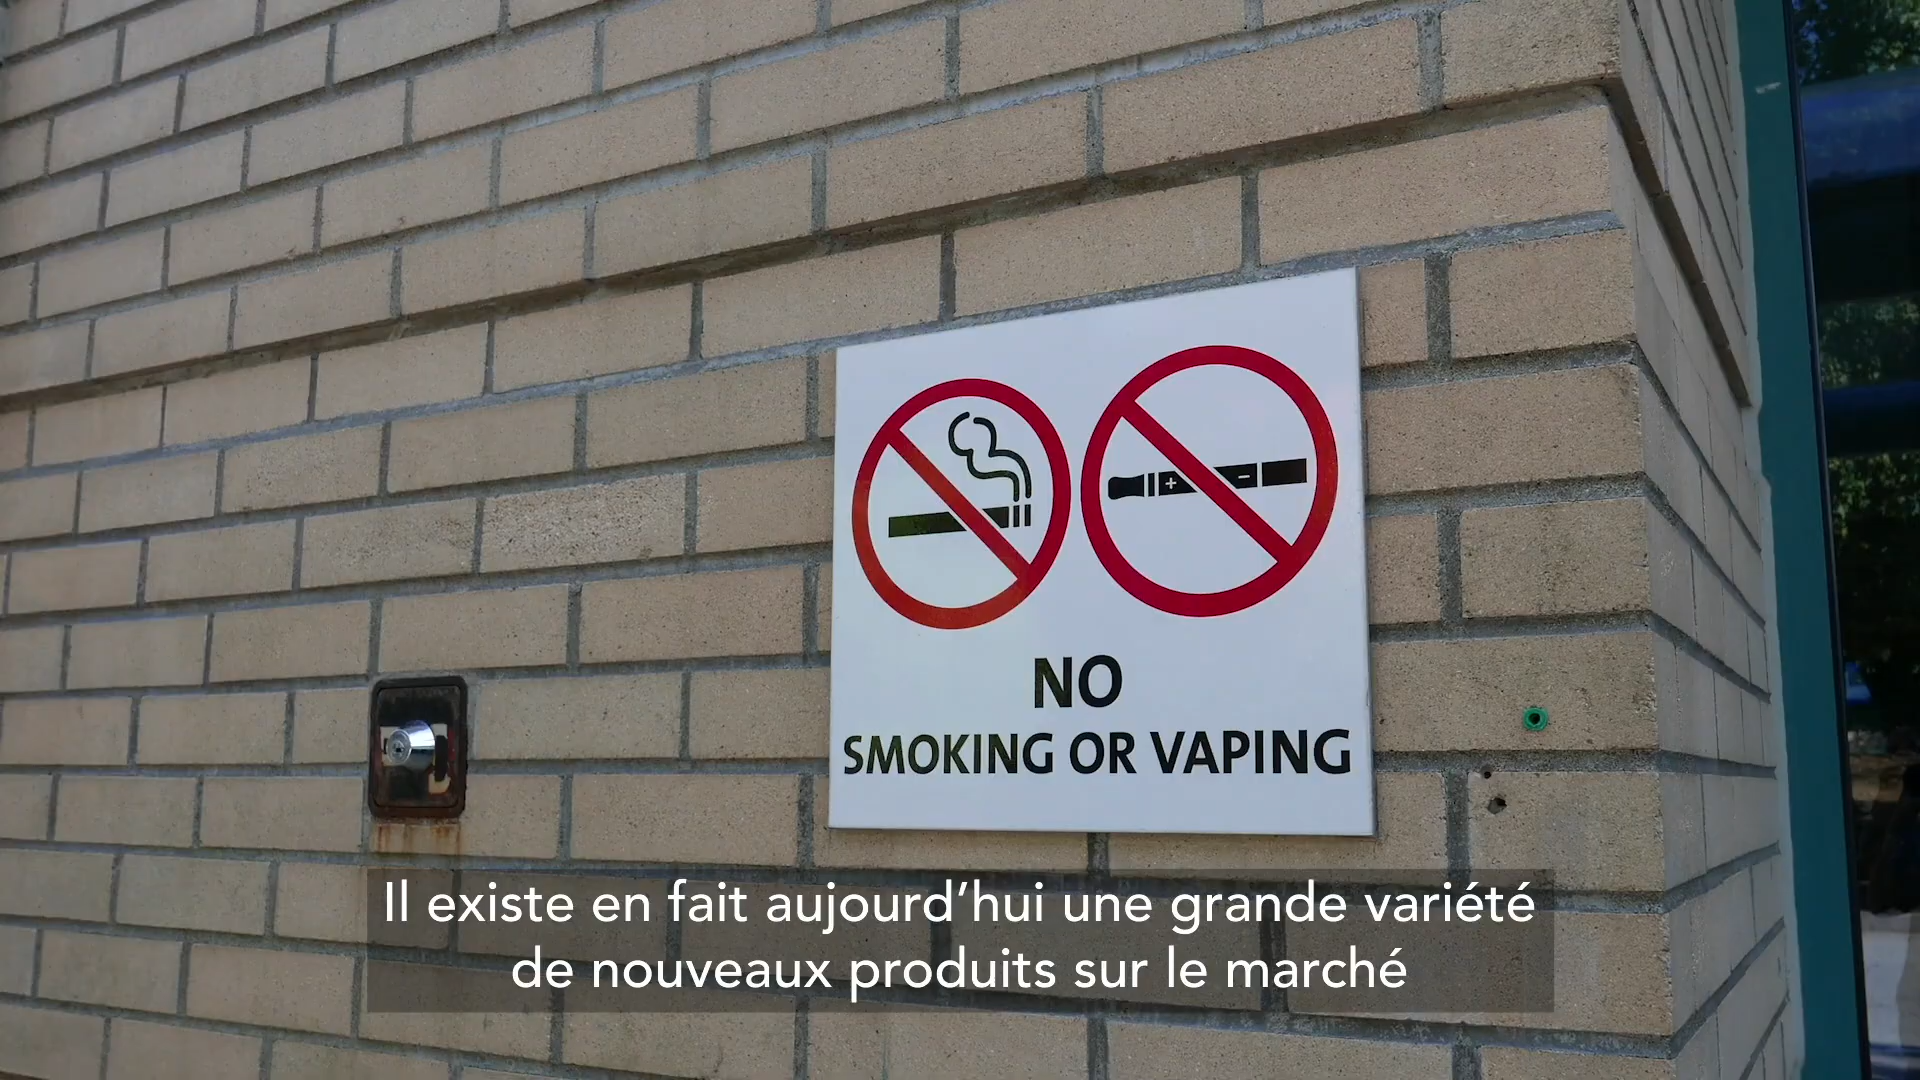 NO
SMOKING OR VAPING
Il existe en fait aujourd’hui une grande variété
de nouveaux produits sur le marché